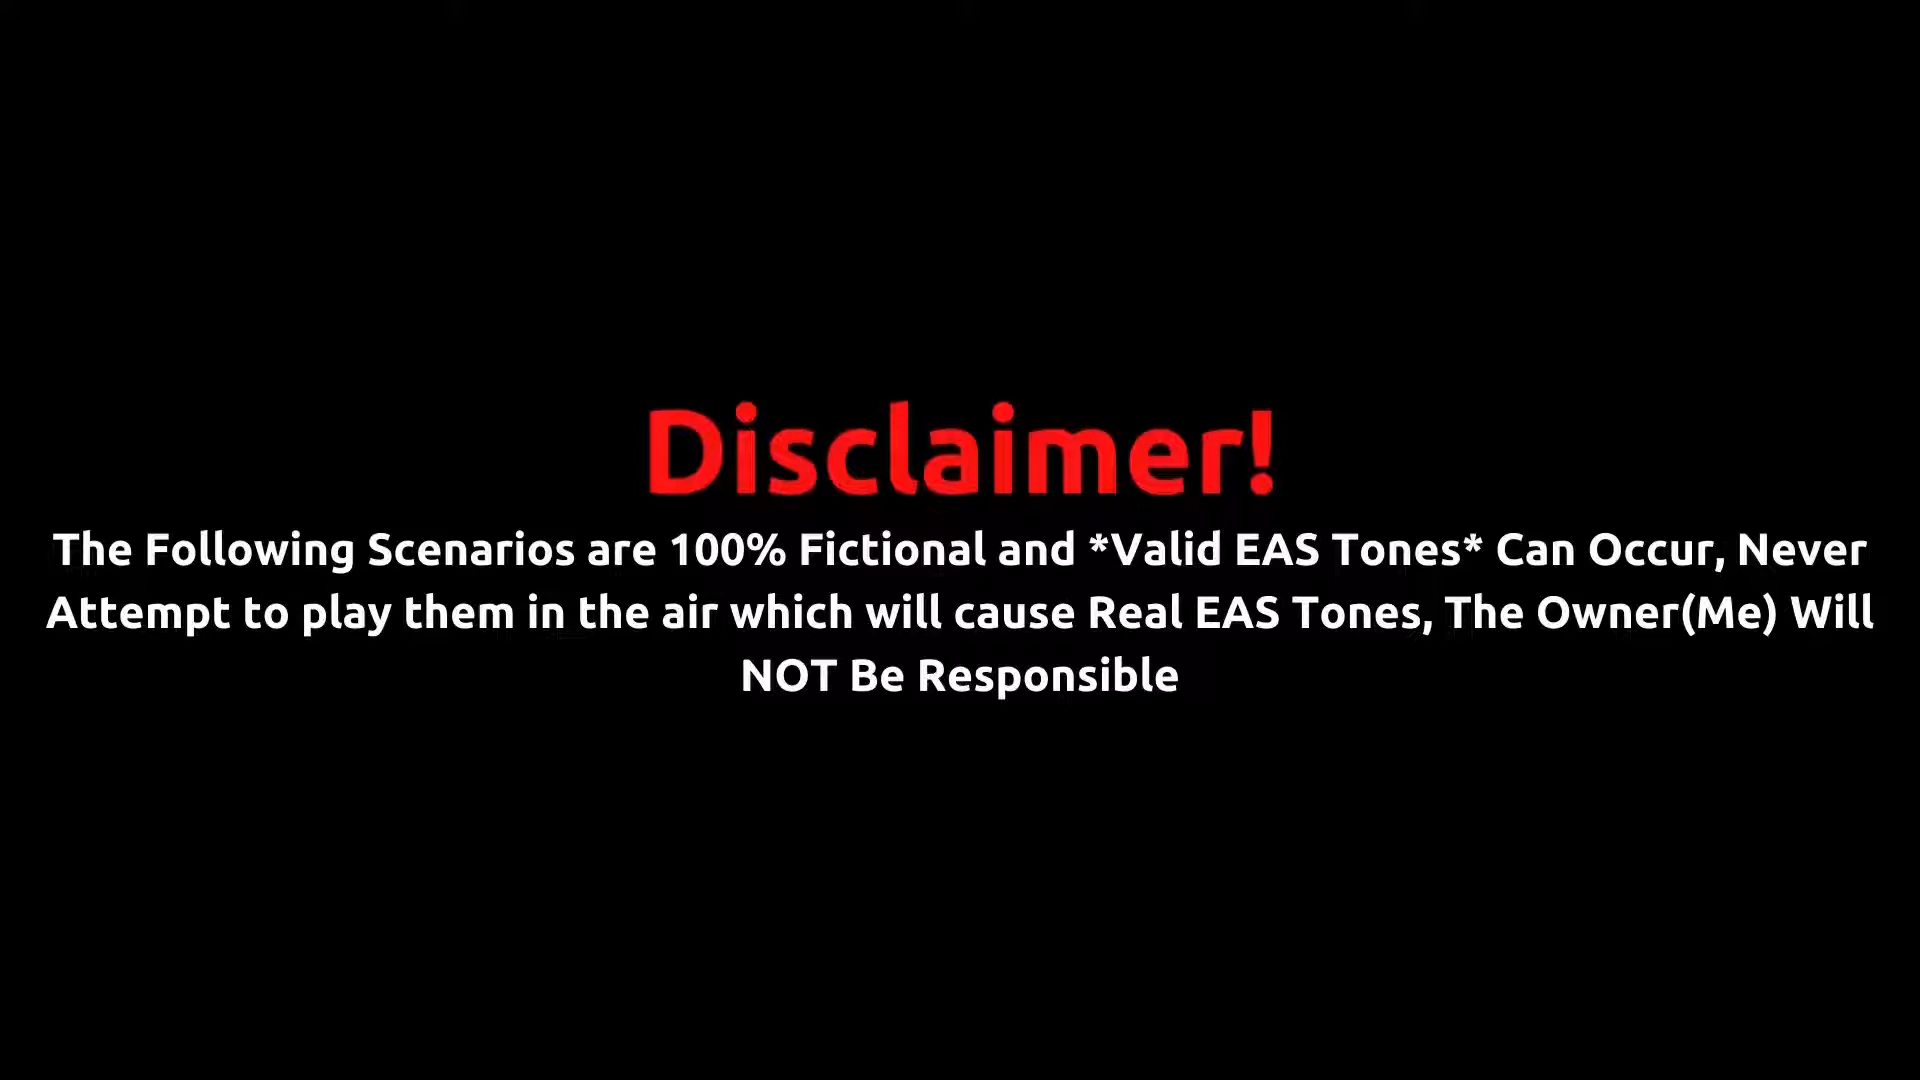 Disclaimer!
The Following Scenarios are 100% Fictional and *Valid EAS Tones* Can Occur, Never
Attempt to play them in the air which will cause Real EAS Tones, The Owner(Me) Will
NOT Be Responsible